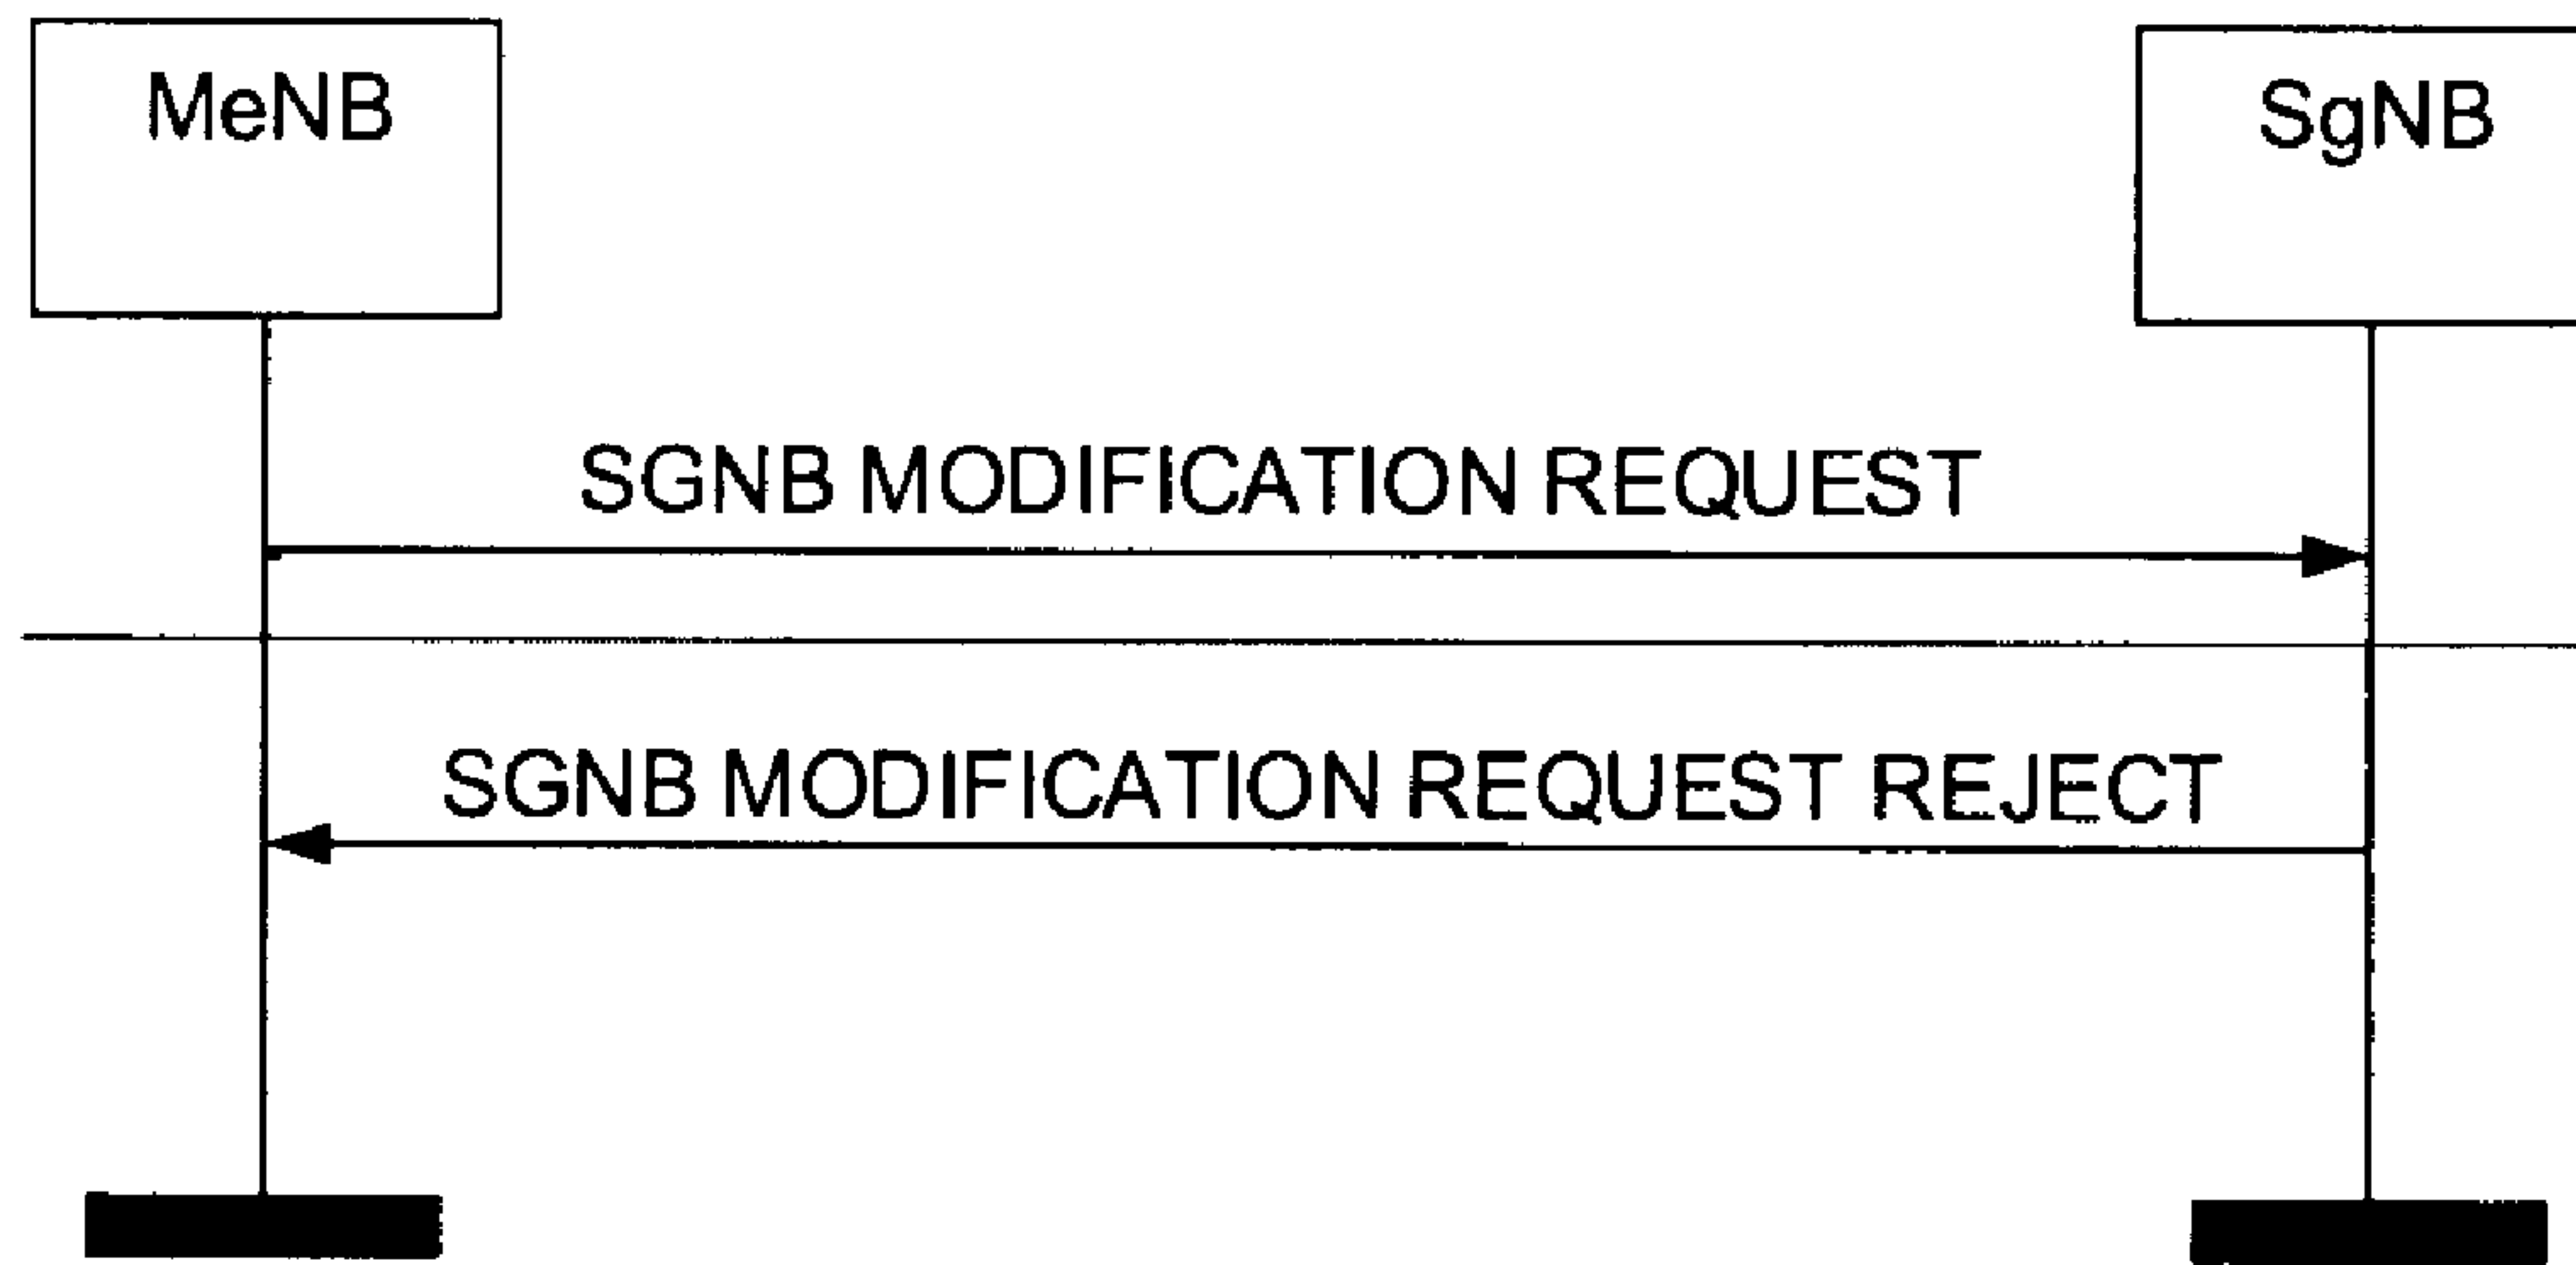 MeNB
SgNB
SGNB MODIFICATION REQUEST
SGNB MODIFICATION REQUEST REJECT